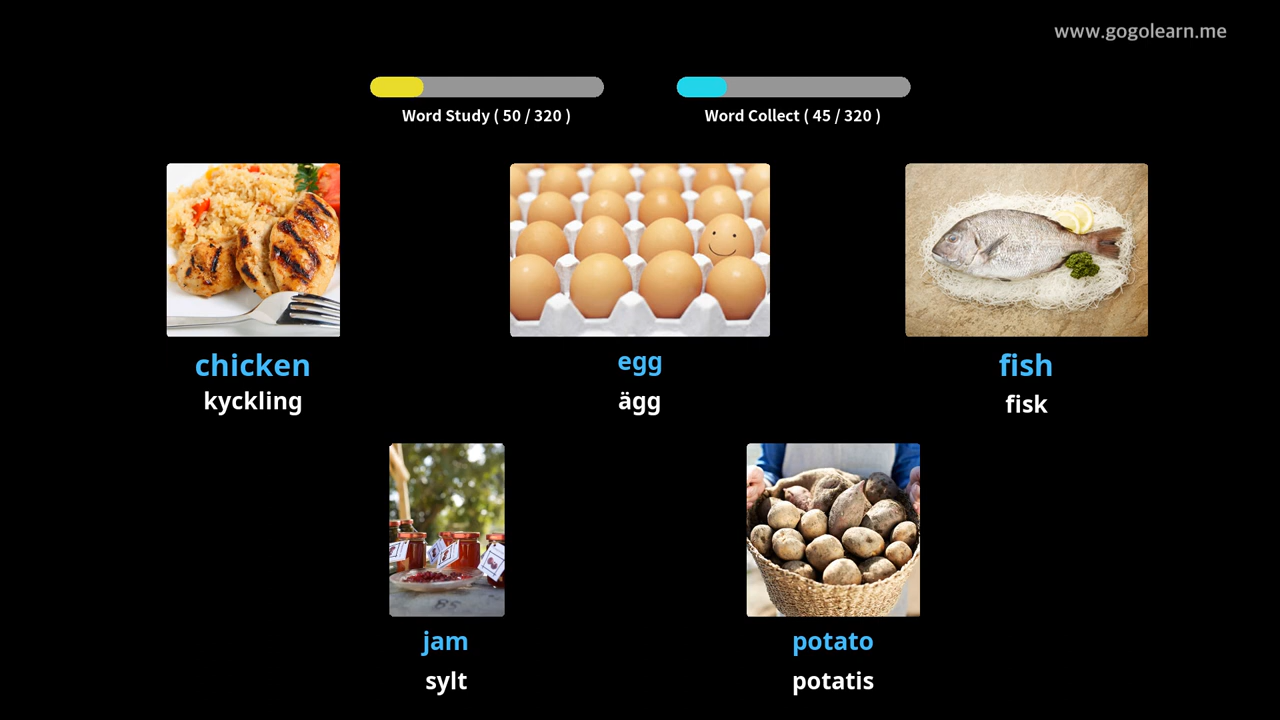 www.gogolearn.me
Word Study ( 50 / 320 )
Word Collect ( 45 / 320 )
chicken
kyckling
egg
ägg
fish
fisk
jam
sylt
potato
potatis